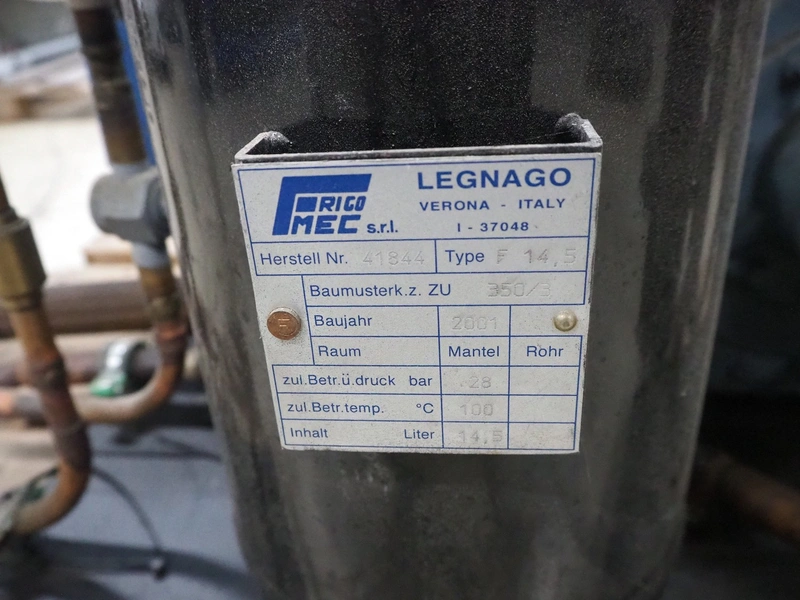 FRIGO LEGNAGO
MEC s.r.l. VERONA - ITALY
I - 37048
Herstell Nr. 41844 Type F 14,5
Baumusterk.z. ZU 350/3
Baujahr 2001
Raum Mantel Rohr
zul.Betr.ü.druck bar 28
zul.Betr.temp. °C 100
Inhalt Liter 14,5